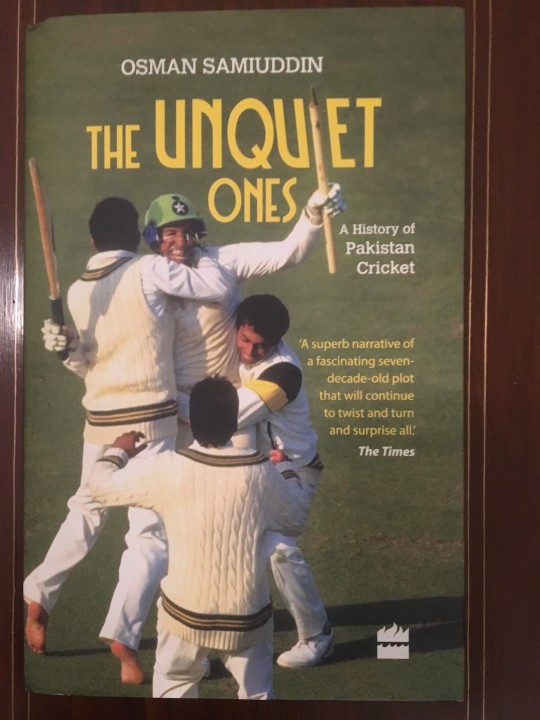 OSMAN SAMIUDDIN
THE UNQUIET
ONES
A History of
Pakistan
Cricket
'A superb narrative of
a fascinating seven-
decade-old plot
that will continue
to twist and turn
and surprise all.'
The Times